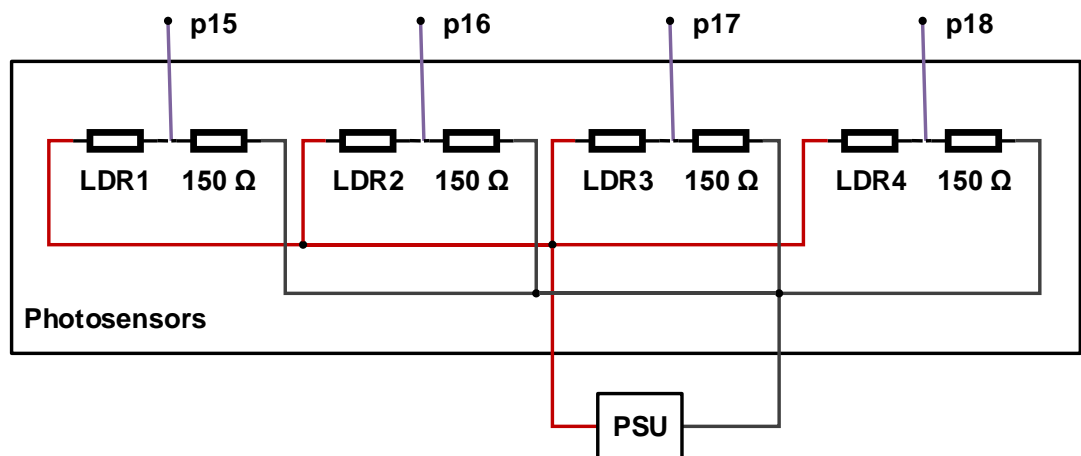 p15 p16 p17 p18
LDR1 150 Ω LDR2 150 Ω LDR3 150 Ω LDR4 150 Ω
Photosensors
PSU